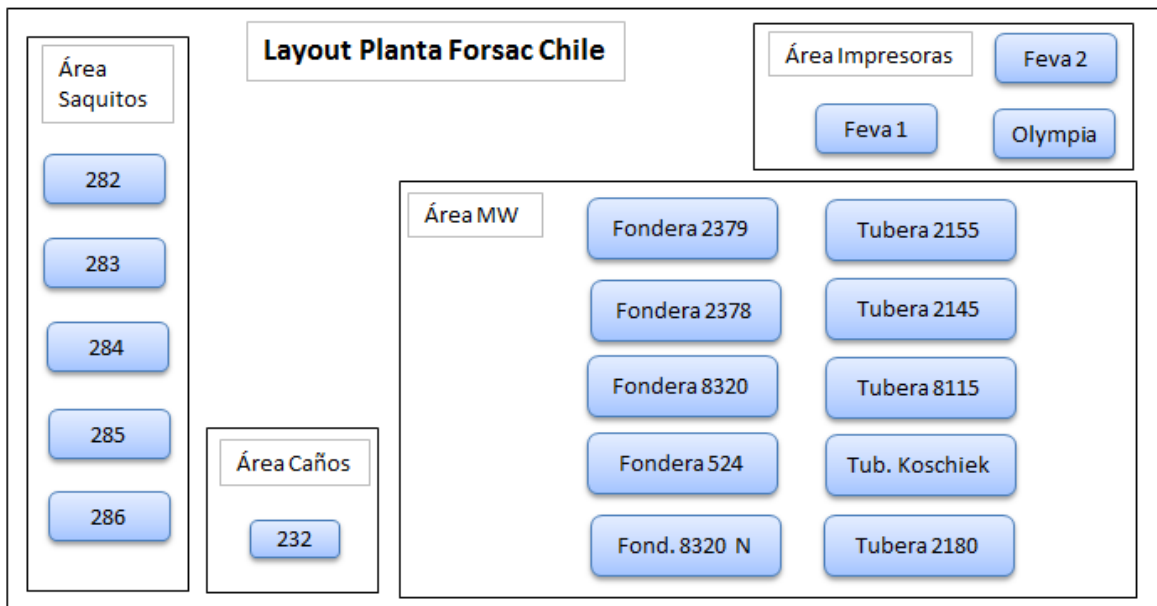 Layout Planta Forsac Chile
Área
Saquitos
282
283
284
285
286
Área Caños
232
Área Impresoras
Feva 2
Feva 1
Olympia
Área MW
Fondera 2379
Tubera 2155
Fondera 2378
Tubera 2145
Fondera 8320
Tubera 8115
Fondera 524
Tub. Koschiek
Fond. 8320 N
Tubera 2180